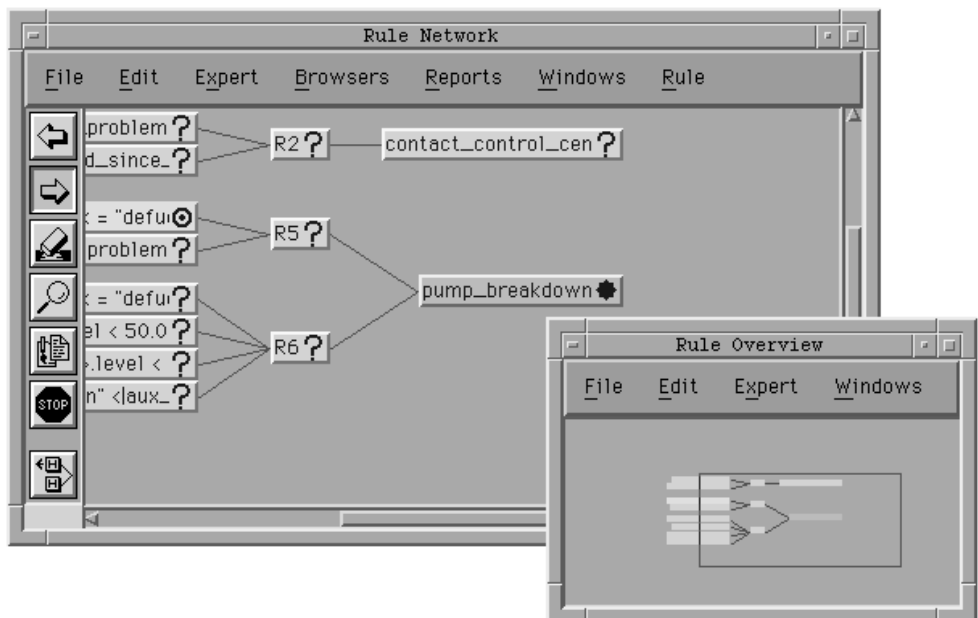 Rule Network
File Edit Expert Browsers Reports Windows Rule
.problem ?
d_since_ ?
R2 ?
contact_control_cen ?
= "defu
problem ?
R5 ?
pump_breakdown
= "defu ?
el < 50.0 ?
>.level < ?
n" <|aux_ ?
R6 ?
STOP
H
H
Rule Overview
File Edit Expert Windows